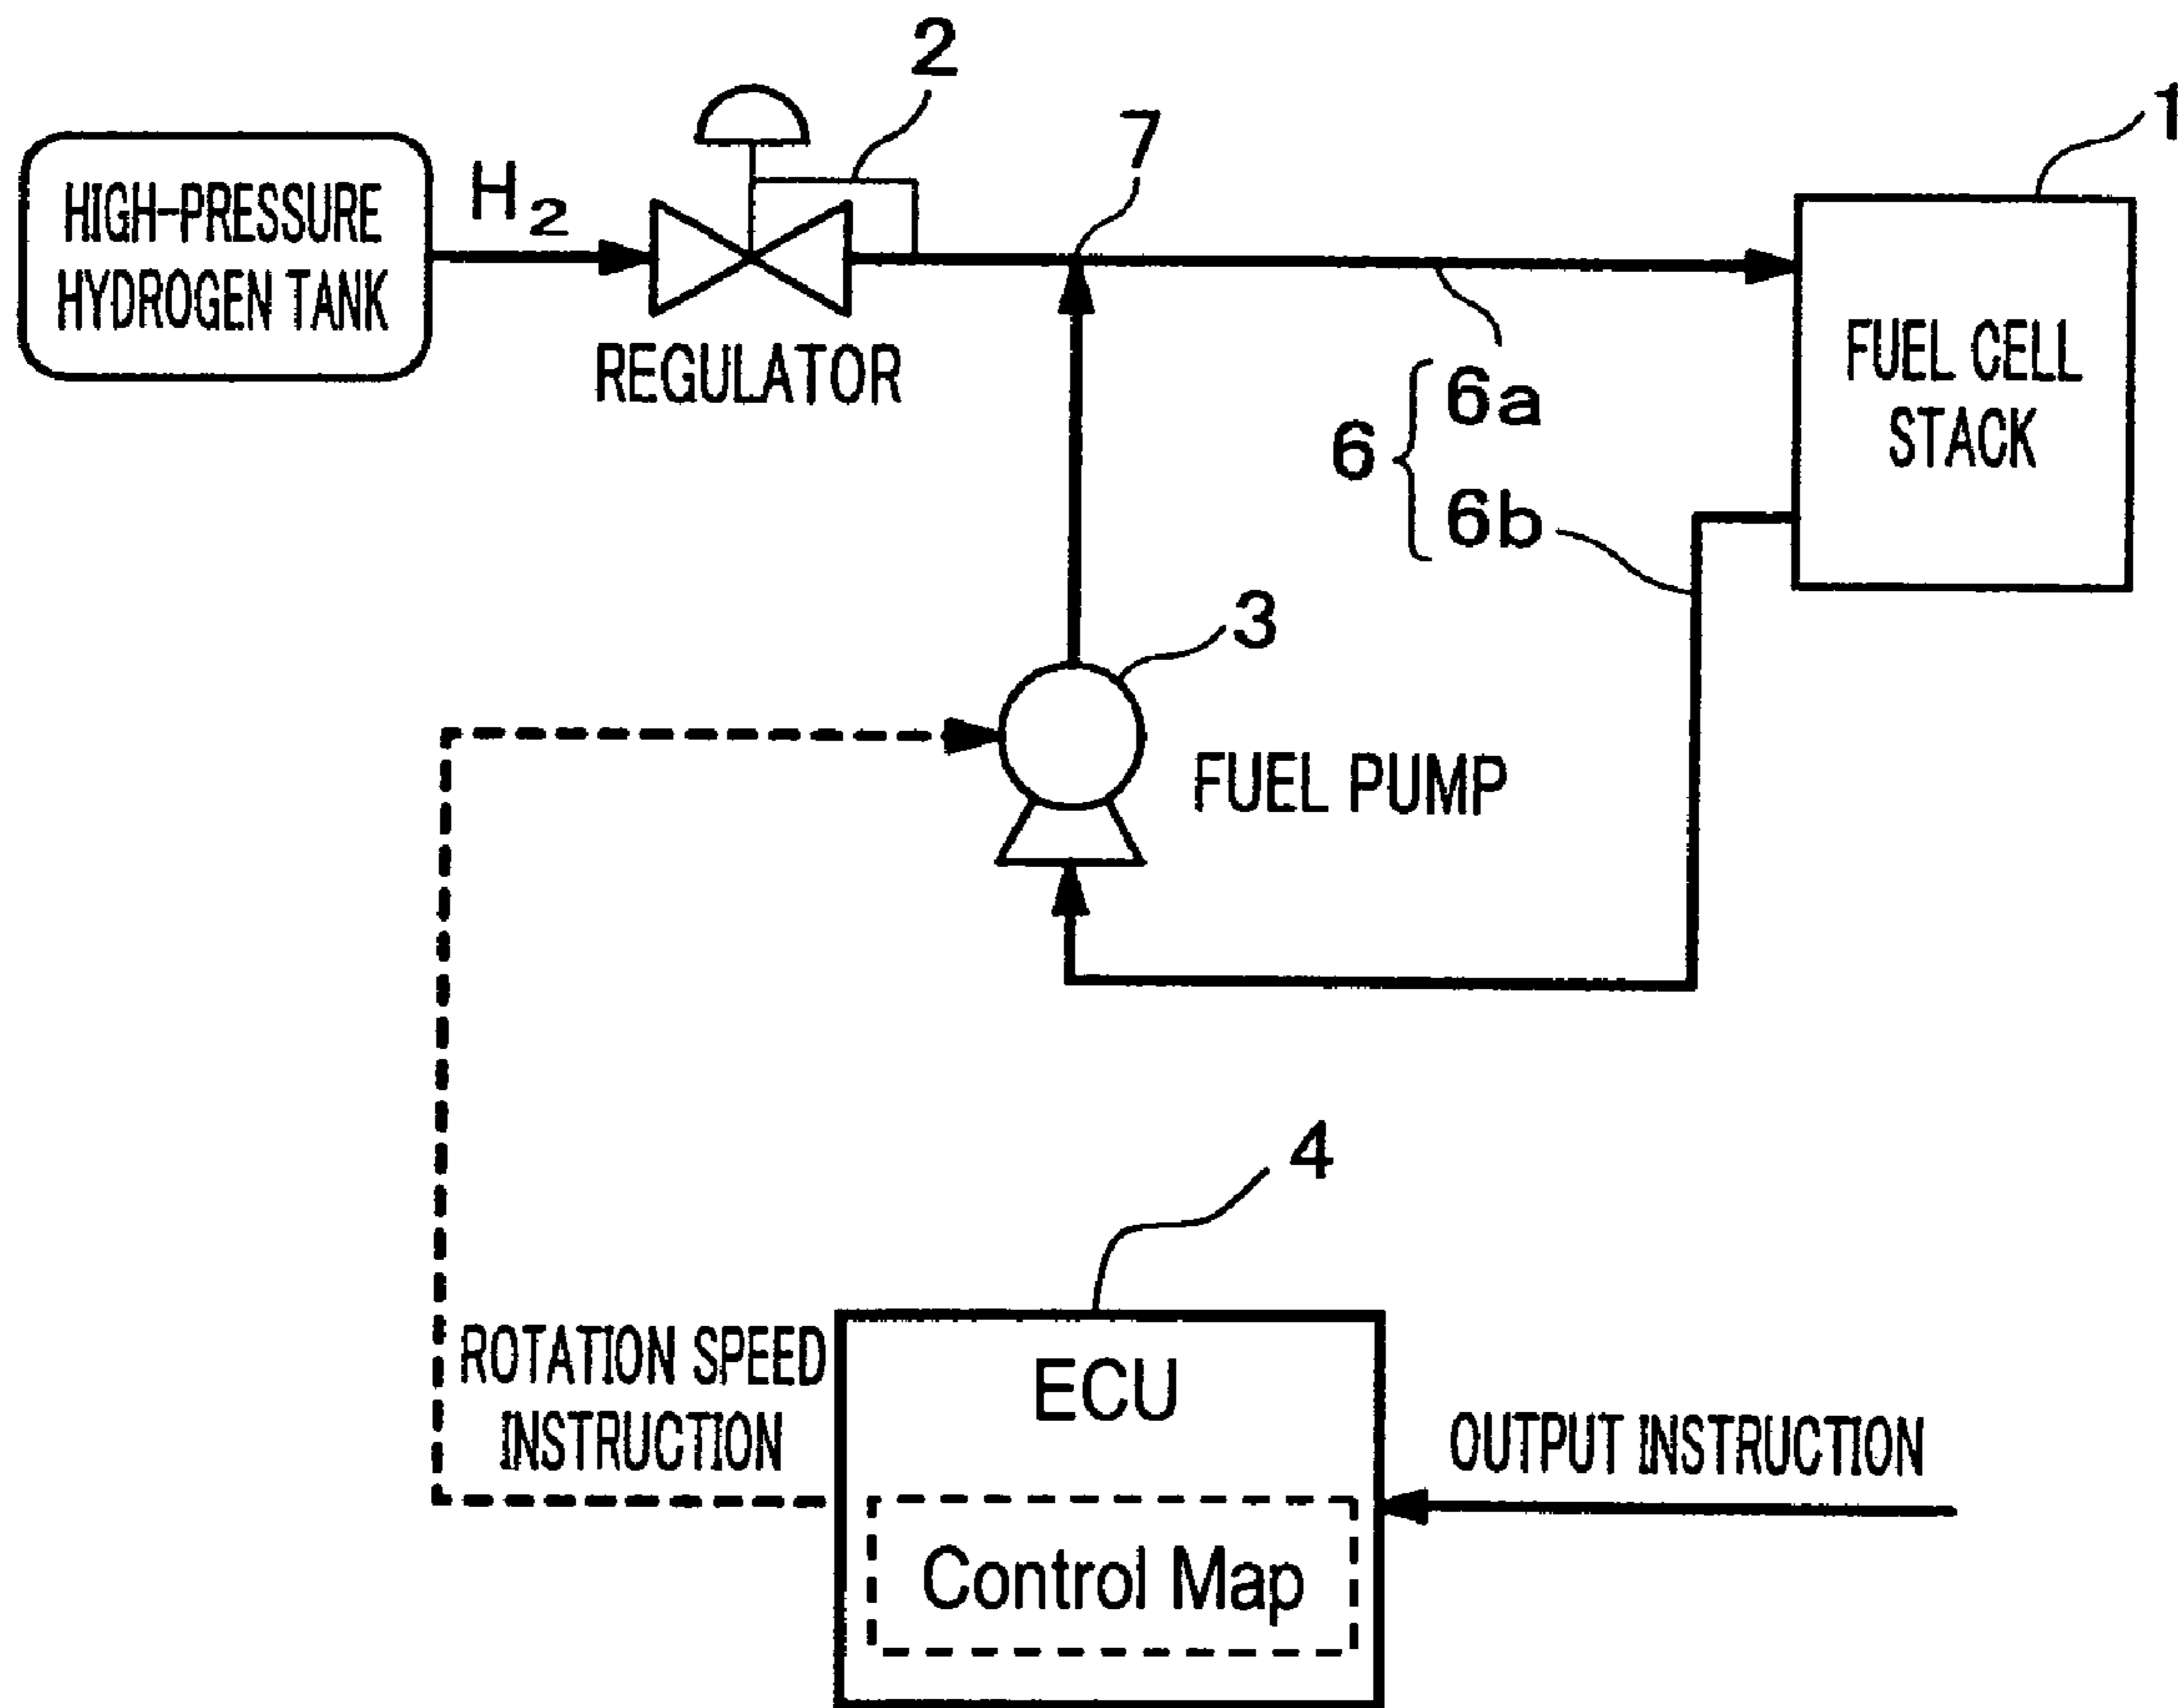 2
7
1
HIGH-PRESSURE
HYDROGEN TANK
H2
REGULATOR
FUEL CELL
STACK
6
6a
6b
3
FUEL PUMP
4
ROTATION SPEED
INSTRUCTION
ECU
OUTPUT INSTRUCTION
Control Map